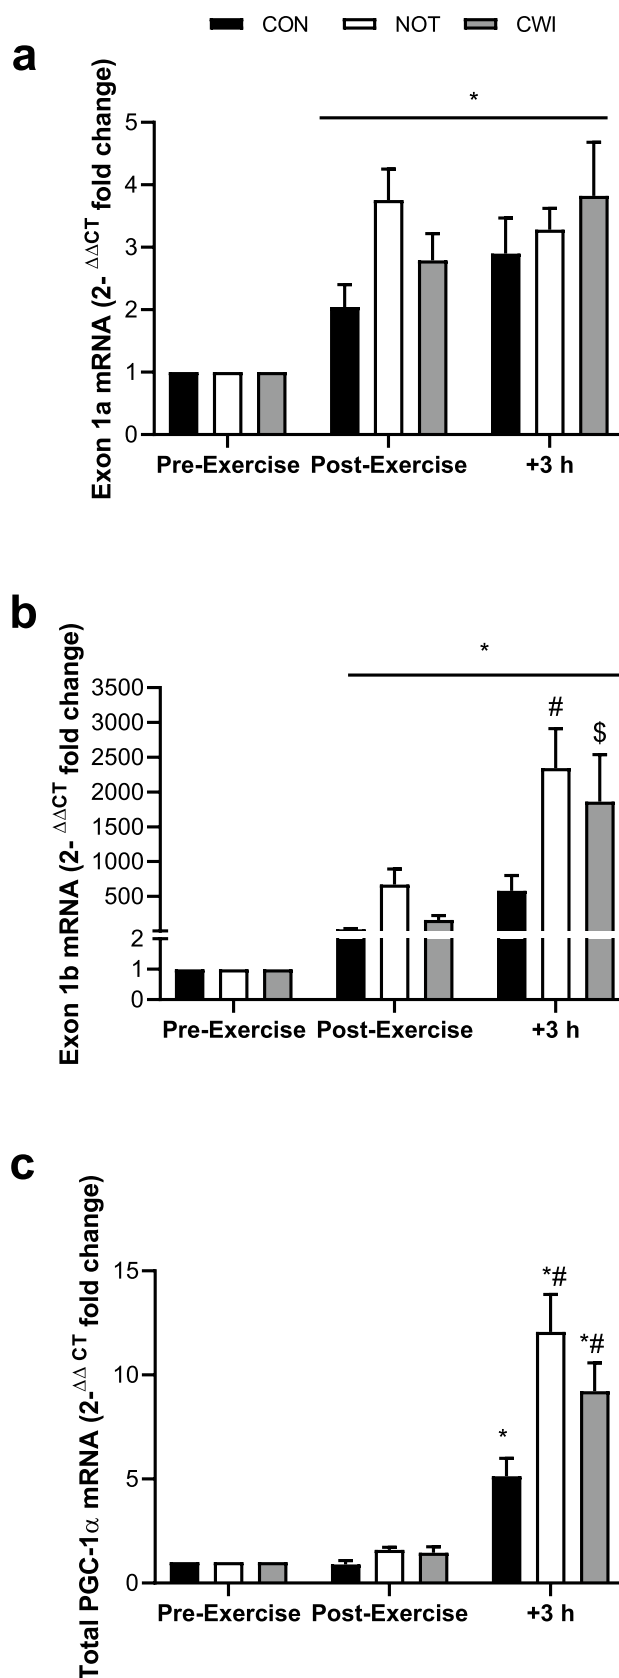 CON NOT CWI
a
Exon 1a mRNA (2- ΔΔCT fold change)
*
5
4
3
2
1
0
Pre-Exercise Post-Exercise +3 h
b
Exon 1b mRNA (2- ΔΔCT fold change)
*
# $
3500
3000
2500
2000
1500
1000
500
2
1
0
Pre-Exercise Post-Exercise +3 h
c
Total PGC-1α mRNA (2-ΔΔ CT fold change)
* *# *#
15
10
5
0
Pre-Exercise Post-Exercise +3 h